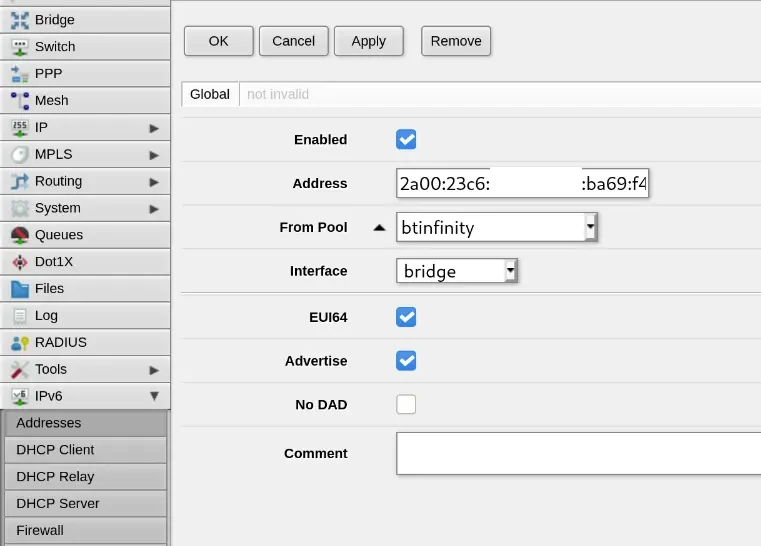 Bridge
Switch
PPP
Mesh
255
IP
MPLS
Routing
System
Queues
Dot1X
Files
Log
RADIUS
Tools
v6
IPv6
Addresses
DHCP Client
DHCP Relay
DHCP Server
Firewall
OK Cancel Apply Remove
Global not invalid
Enabled
Address 2a00:23c6: :ba69:f4
From Pool btinfinity
Interface bridge
EUI64
Advertise
No DAD
Comment